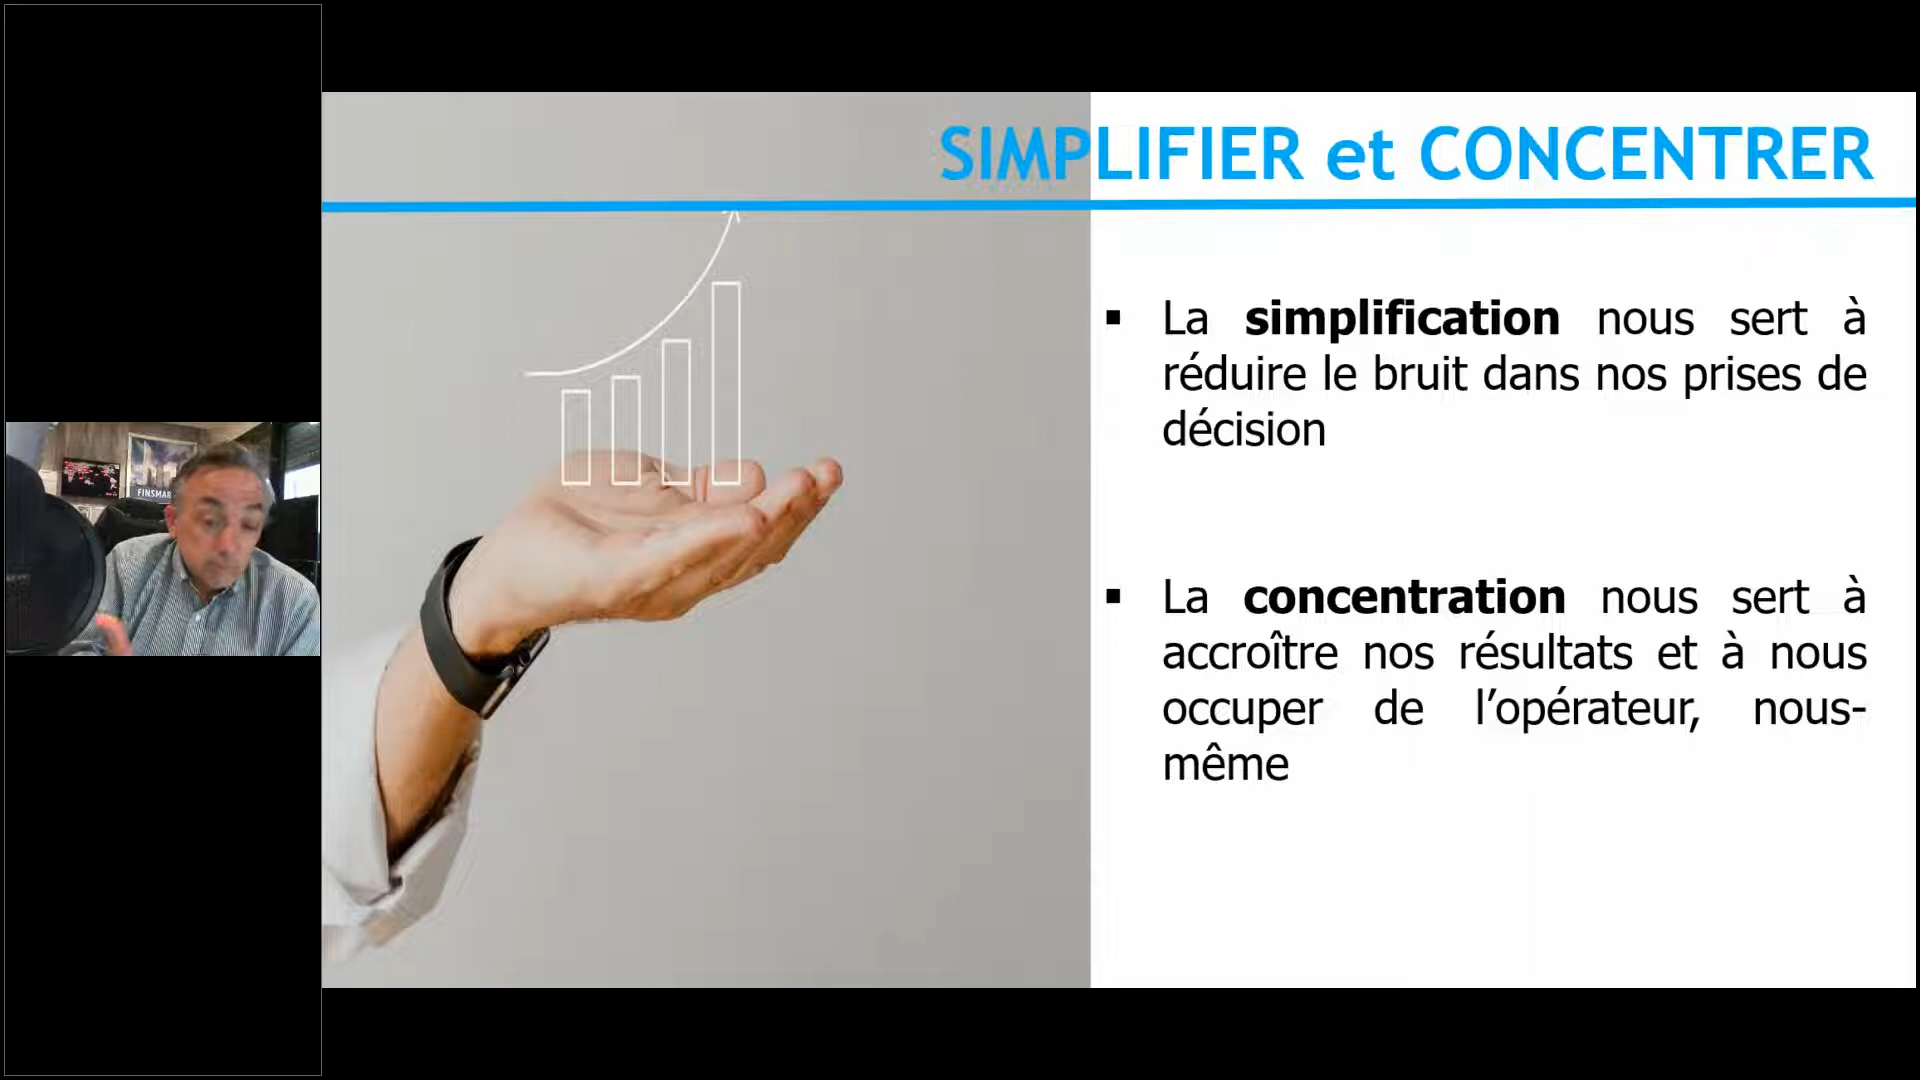 SIMPLIFIER et CONCENTRER
▪ La simplification nous sert à
réduire le bruit dans nos prises de
décision
▪ La concentration nous sert à
accroître nos résultats et à nous
occuper de l’opérateur, nous-
même
FINSMAR